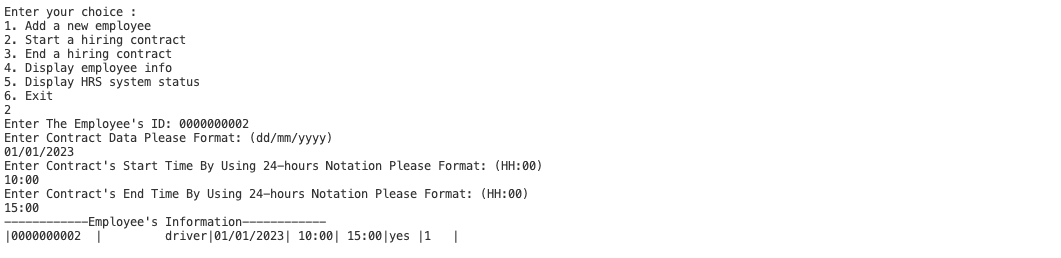 Enter your choice :
1. Add a new employee
2. Start a hiring contract
3. End a hiring contract
4. Display employee info
5. Display HRS system status
6. Exit
2
Enter The Employee's ID: 0000000002
Enter Contract Data Please Format: (dd/mm/yyyy)
01/01/2023
Enter Contract's Start Time By Using 24-hours Notation Please Format: (HH:00)
10:00
Enter Contract's End Time By Using 24-hours Notation Please Format: (HH:00)
15:00
------------Employee's Information------------
|0000000002  |         driver|01/01/2023| 10:00| 15:00|yes |1   |